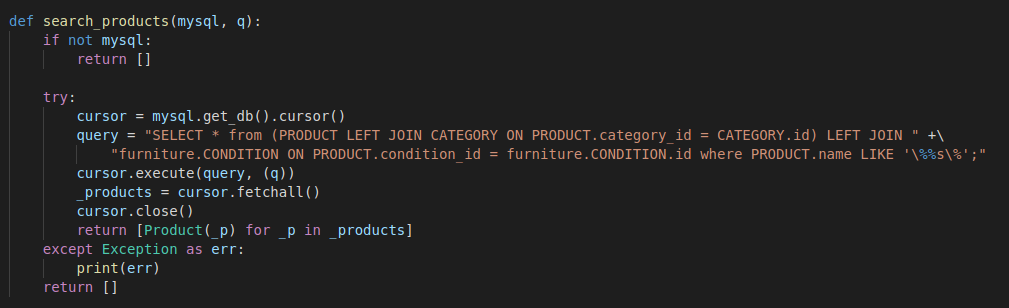 def search_products(mysql, q):
    if not mysql:
        return []

    try:
        cursor = mysql.get_db().cursor()
        query = "SELECT * from (PRODUCT LEFT JOIN CATEGORY ON PRODUCT.category_id = CATEGORY.id) LEFT JOIN " +\
            "furniture.CONDITION ON PRODUCT.condition_id = furniture.CONDITION.id where PRODUCT.name LIKE '\%%s\%';"
        cursor.execute(query, (q))
        _products = cursor.fetchall()
        cursor.close()
        return [Product(_p) for _p in _products]
    except Exception as err:
        print(err)
    return []